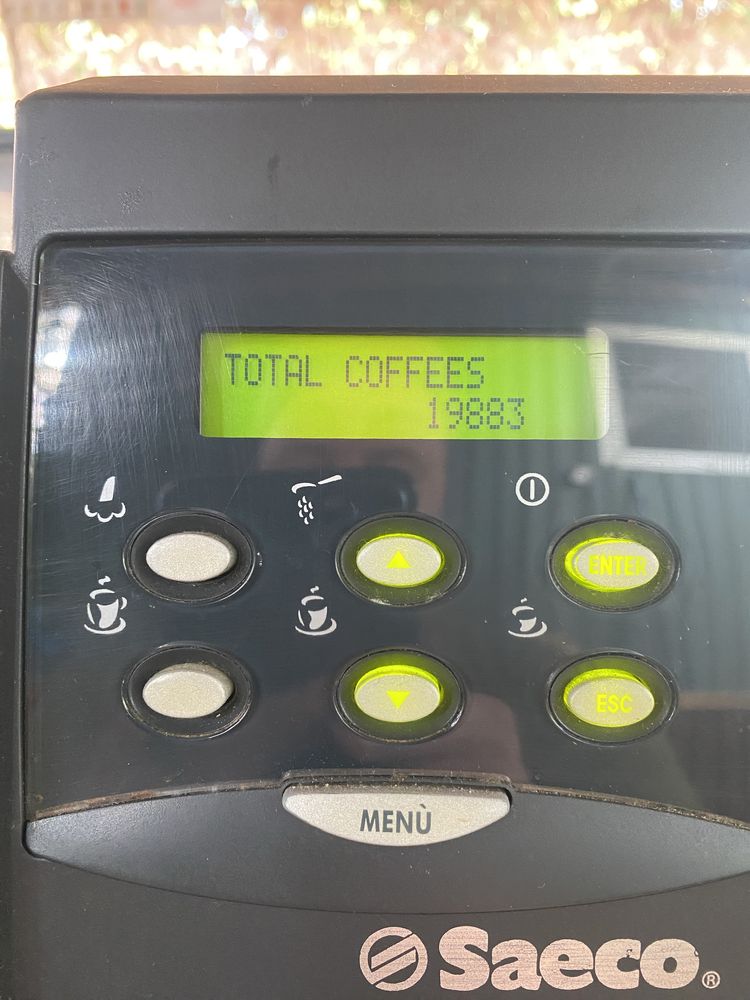 TOTAL COFFEES
19883
ENTER
ESC
MENÙ
Saeco®